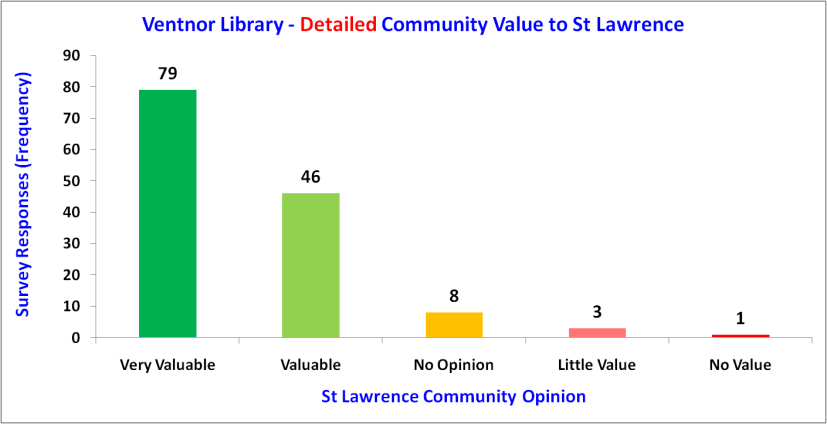 Ventnor Library - Detailed Community Value to St Lawrence
Survey Responses (Frequency)
90
80
70
60
50
40
30
20
10
0
79
46
8
3
1
Very Valuable
Valuable
No Opinion
Little Value
No Value
St Lawrence Community Opinion